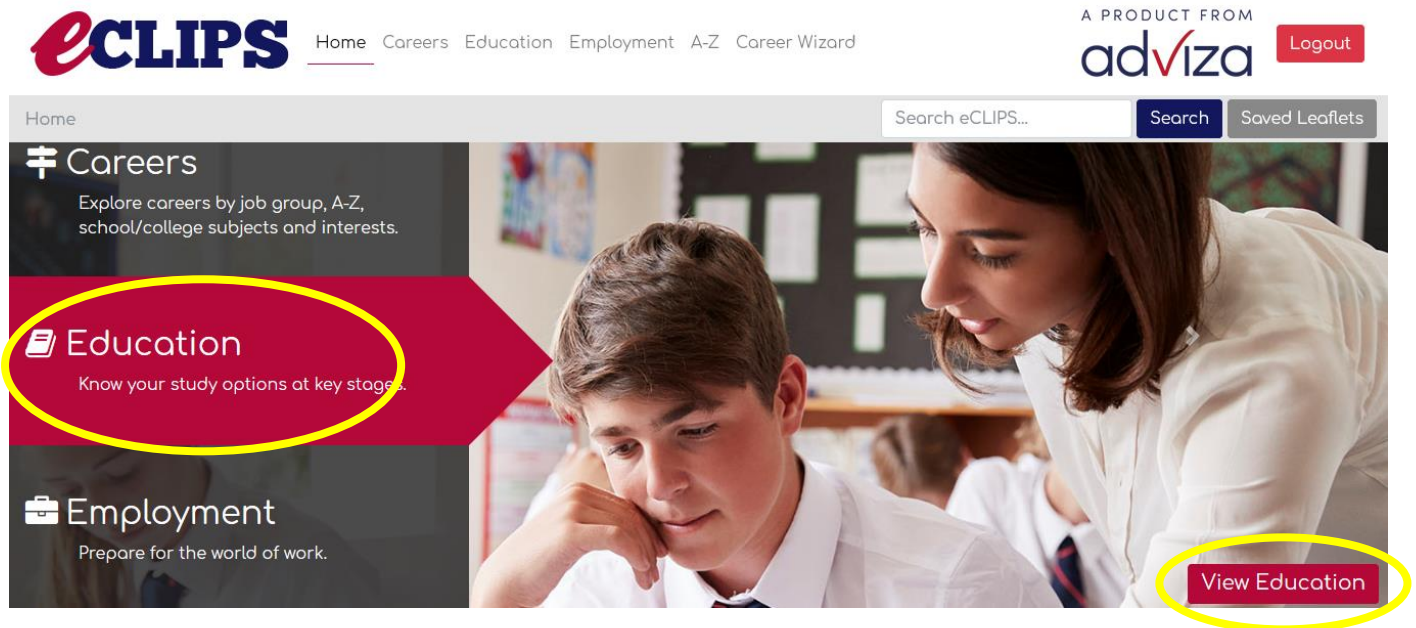 A PRODUCT FROM
eCLIPS Home Careers Education Employment A-Z Career Wizard adviza Logout
Home Search eCLIPS... Search Saved Leaflets
Careers
Explore careers by job group, A-Z,
school/college subjects and interests.
Education
Know your study options at key stages.
Employment
Prepare for the world of work.
View Education